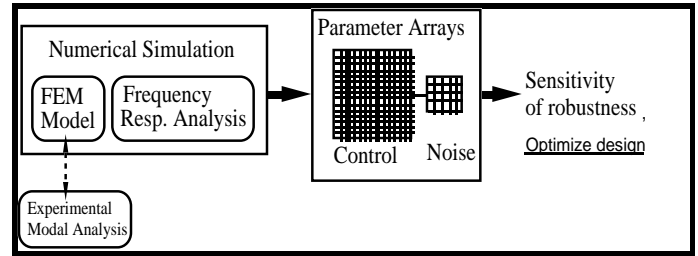 Numerical Simulation
FEM
Model
Frequency
Resp. Analysis
Experimental
Modal Analysis
Parameter Arrays
Control
Noise
Sensitivity
of robustness ,
Optimize design